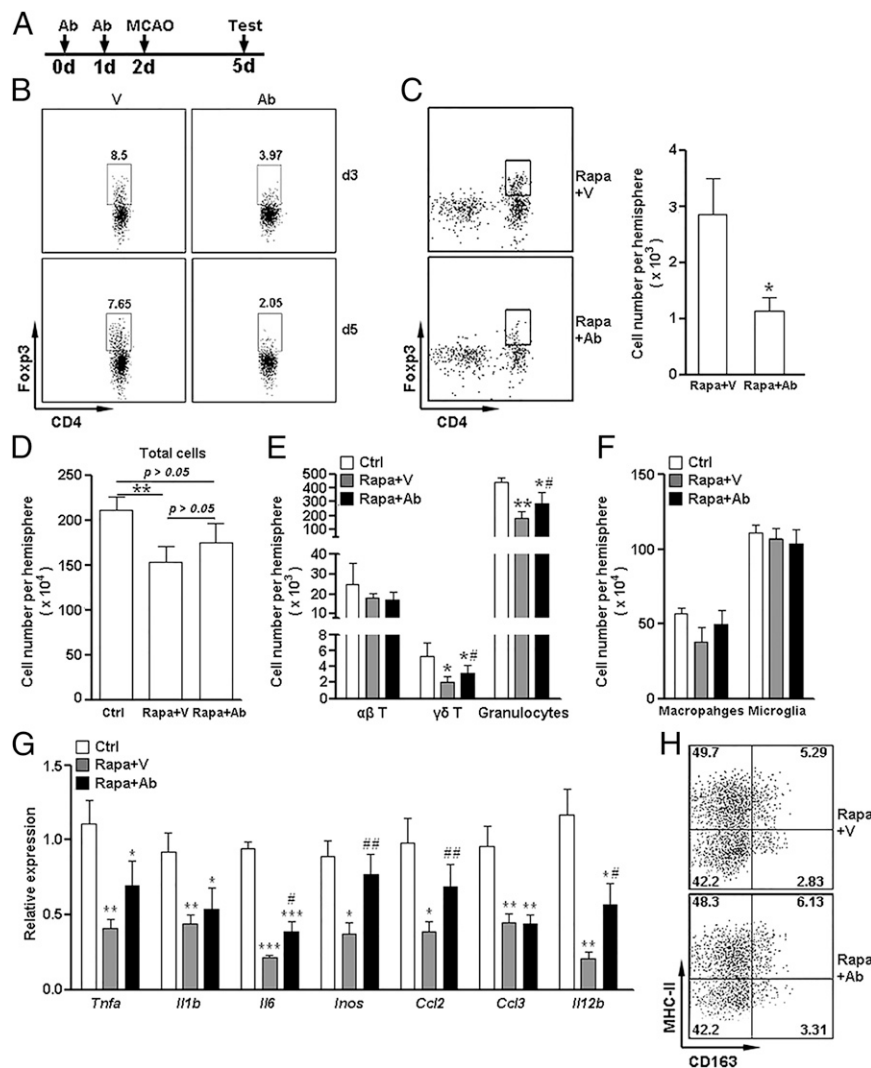 A
Ab Ab MCAO Test
0d 1d 2d 5d
B
V Ab
8.5 3.97
d3
7.65 2.05
d5
Foxp3
CD4
C
Rapa
+V
Rapa
+Ab
Foxp3
CD4
Cell number per hemisphere
( x 10³)
4
3
2
1
0
*
Rapa+V Rapa+Ab
D
Total cells
p > 0.05
** p > 0.05
Cell number per hemisphere
( x 10⁴)
250
200
150
100
50
0
Ctrl Rapa+V Rapa+Ab
E
Ctrl
Rapa+V
Rapa+Ab
Cell number per hemisphere
( x 10³)
500
400
300
200
100
40
30
20
10
8
6
4
2
0
* *# ** *#
αβ T γδ T Granulocytes
F
Ctrl
Rapa+V
Rapa+Ab
Cell number per hemisphere
( x 10⁴)
150
100
50
0
Macropahges Microglia
G
Ctrl
Rapa+V
Rapa+Ab
Relative expression
1.5
1.0
0.5
0.0
** * ** * *** # *** * ## * ## ** ** ** *#
Tnfa Il1b Il6 Inos Ccl2 Ccl3 Il12b
H
49.7 5.29
42.2 2.83
Rapa
+V
48.3 6.13
42.2 3.31
Rapa
+Ab
MHC-II
CD163